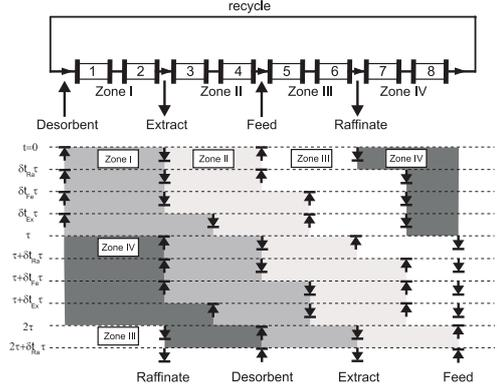 recycle
1 2 3 4 5 6 7 8
Zone I Zone II Zone III Zone IV
Desorbent Extract Feed Raffinate
t=0 Zone I Zone II Zone III Zone IV
δt_Ra τ
δt_Fe τ
δt_Ex τ
τ Zone IV
τ+δt_Ra τ
τ+δt_Fe τ
τ+δt_Ex τ
2τ Zone III
2τ+δt_Ra τ
Raffinate Desorbent Extract Feed